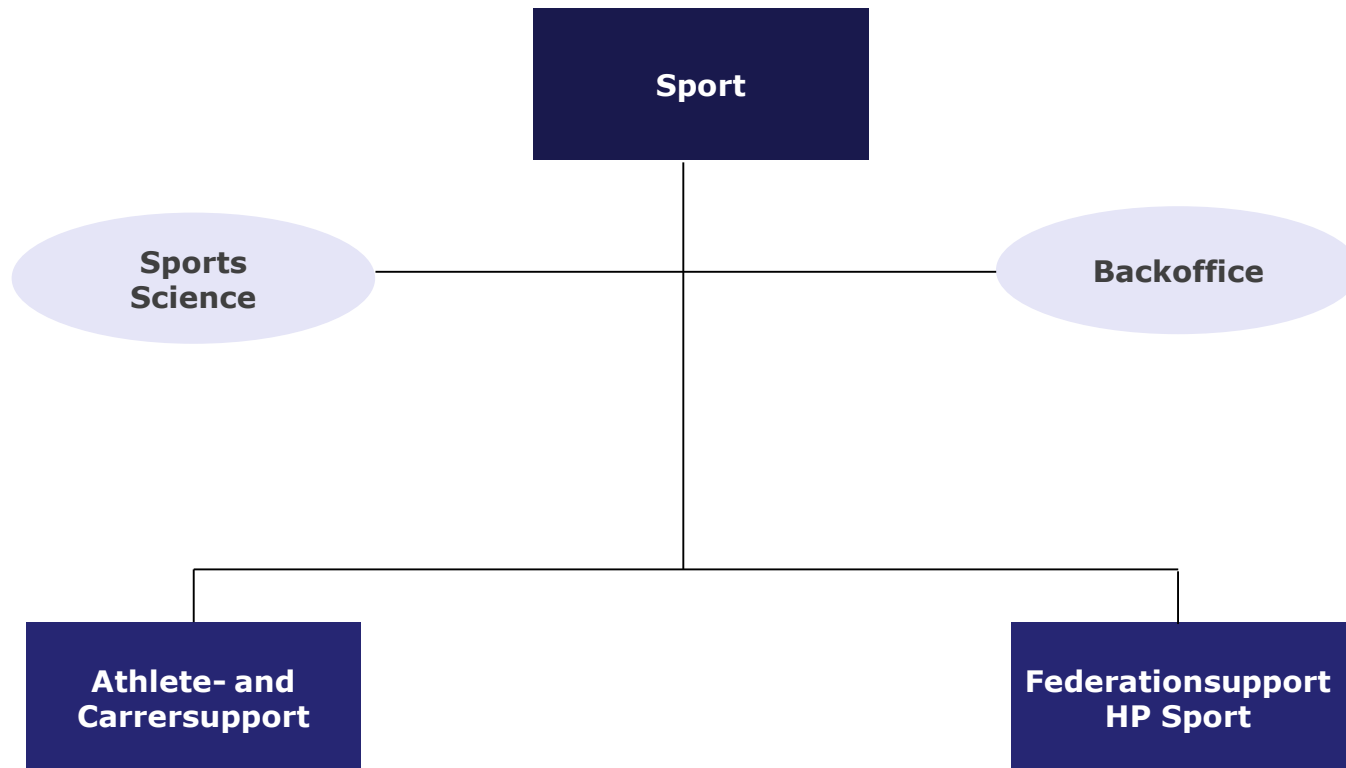 Sport
Sports
Science
Backoffice
Athlete- and
Carrersupport
Federationsupport
HP Sport